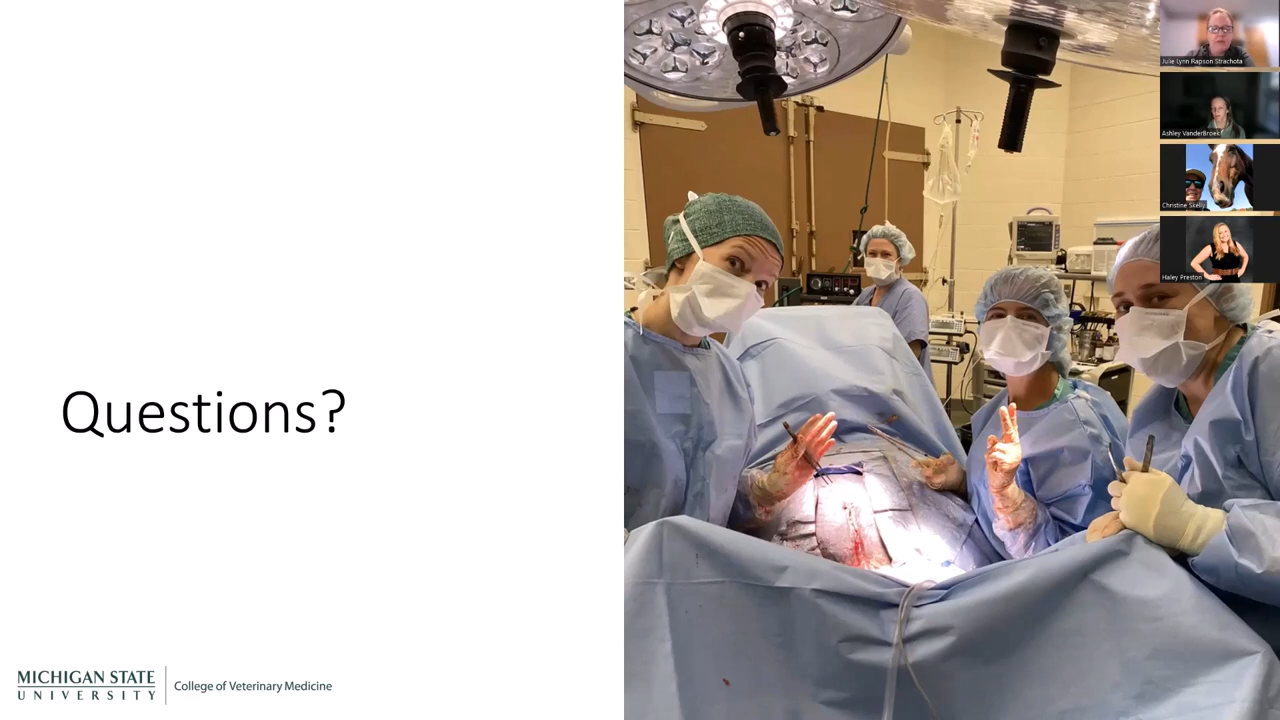 Questions?
MICHIGAN STATE
UNIVERSITY
College of Veterinary Medicine
Julie Lynn Rapson Strachota
Ashley VanderBroek
Christine Skelly
Haley Preston